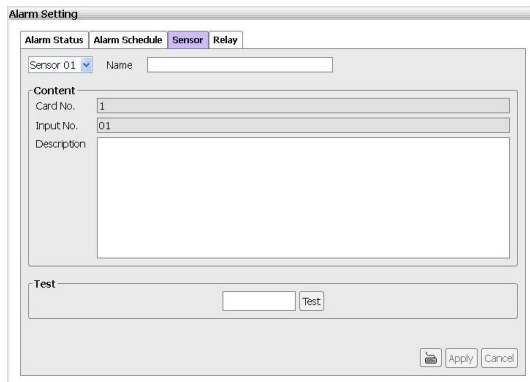 Alarm Setting
Alarm Status Alarm Schedule Sensor Relay
Sensor 01 Name
Content
Card No. 1
Input No. 01
Description
Test
Test
Apply Cancel